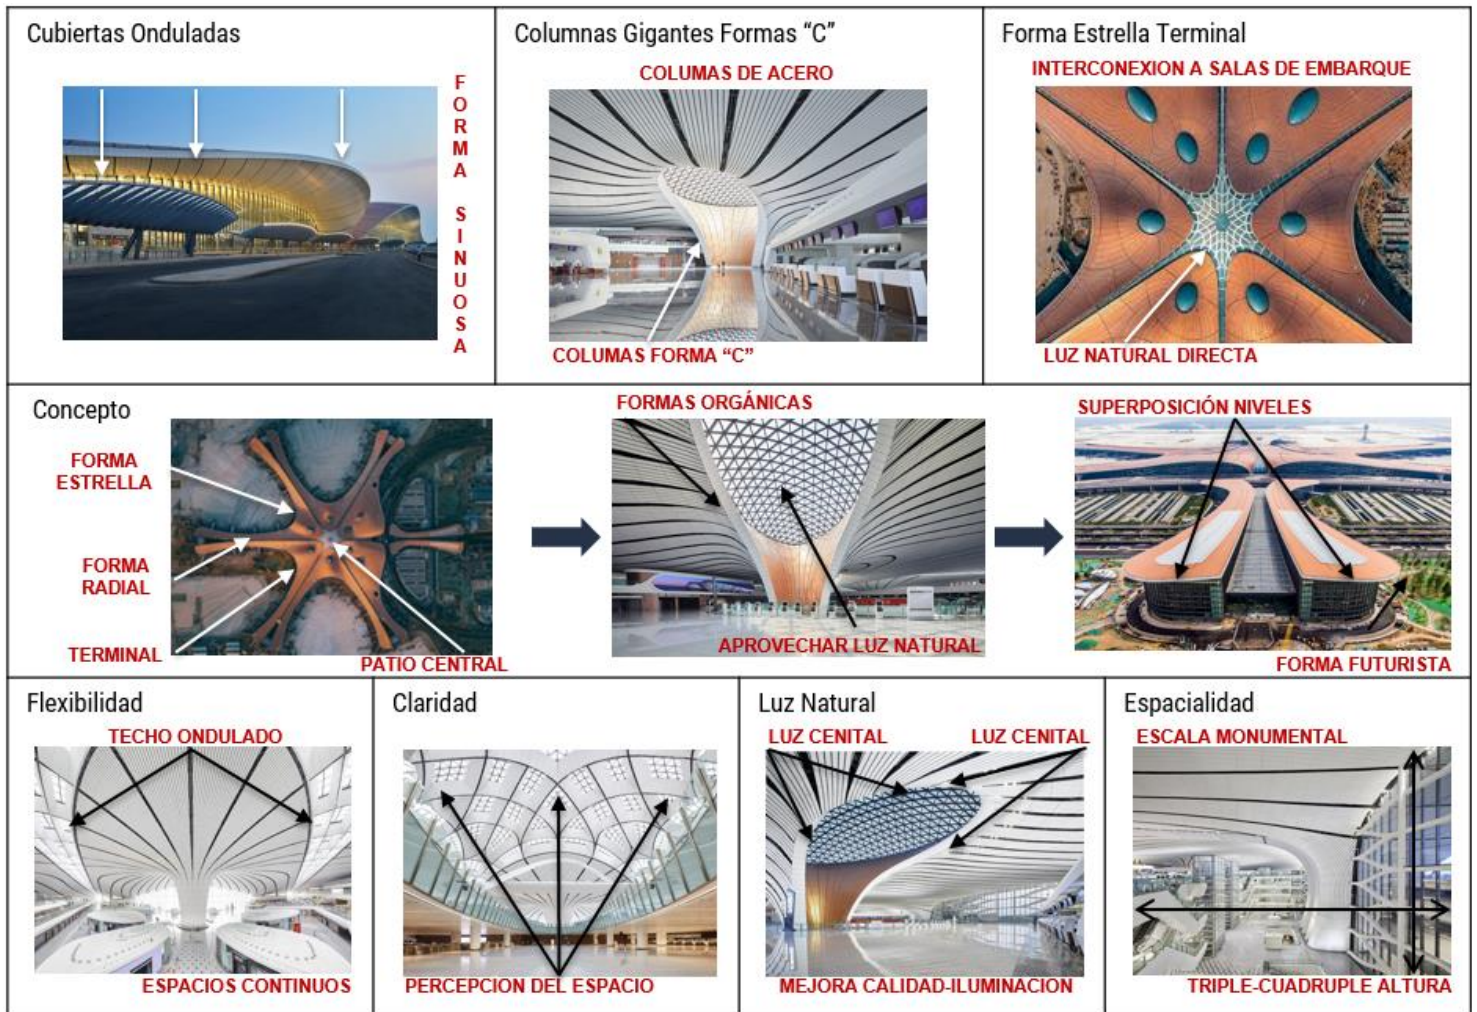 Cubiertas Onduladas
FORMA SINUOSA
Columnas Gigantes Formas “C”
COLUMAS DE ACERO
COLUMAS FORMA “C”
Forma Estrella Terminal
INTERCONEXION A SALAS DE EMBARQUE
LUZ NATURAL DIRECTA
Concepto
FORMA
ESTRELLA
FORMA
RADIAL
TERMINAL
PATIO CENTRAL
FORMAS ORGÁNICAS
APROVECHAR LUZ NATURAL
SUPERPOSICIÓN NIVELES
FORMA FUTURISTA
Flexibilidad
TECHO ONDULADO
ESPACIOS CONTINUOS
Claridad
PERCEPCION DEL ESPACIO
Luz Natural
LUZ CENITAL
LUZ CENITAL
MEJORA CALIDAD-ILUMINACION
Espacialidad
ESCALA MONUMENTAL
TRIPLE-CUADRUPLE ALTURA